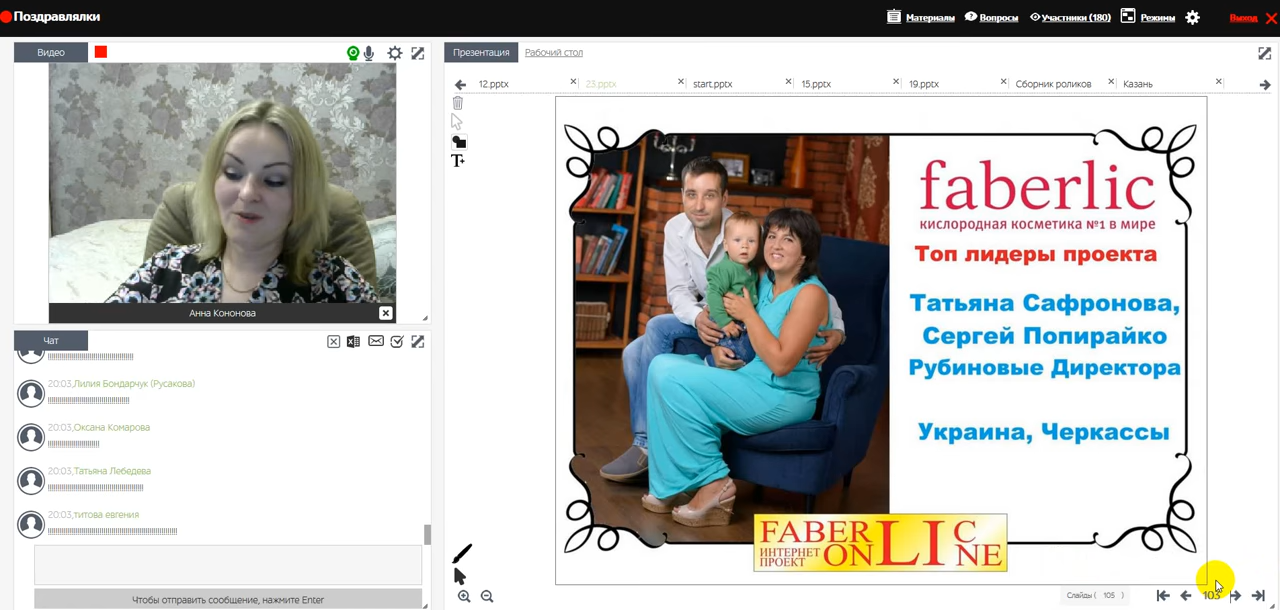 Поздравлялки
Материалы
Вопросы
Участники (180)
Режимы
Выход
Видео
Анна Кононова
Чат
!!!!!!!!!!!!!!!!!!!!!!!!!!!!!!!!!!
20:03,Лилия Бондарчук (Русакова)
!!!!!!!!!!!!!!!!!!!!!!!!!!!!!!!!!
20:03,Оксана Комарова
!!!!!!!!!!!!!!!!!!!!!
20:03,Татьяна Лебедева
!!!!!!!!!!!!!!!!!!!!!!!!!!!!!!!!!!!!!!!
20:03,титова евгения
!!!!!!!!!!!!!!!!!!!!!!!!!!!!!!!!!!!!!!!!!!!!!!!!!!!!!
Чтобы отправить сообщение, нажмите Enter
Презентация
Рабочий стол
12.pptx
23.pptx
start.pptx
15.pptx
19.pptx
Сборник роликов
Казань
faberlic
кислородная косметика №1 в мире
Топ лидеры проекта
Татьяна Сафронова,
Сергей Попирайко
Рубиновые Директора
Украина, Черкассы
FABERLIC
ИНТЕРНЕТ ПРОЕКТ
ONLINE
Слайды ( 105 )
103